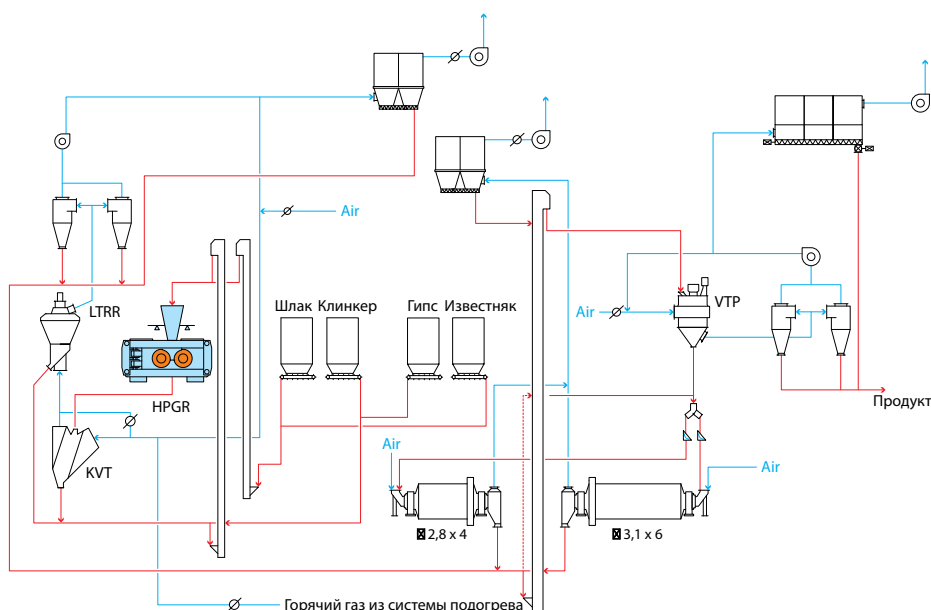 Air
LTRR
Шлак
Клинкер
Гипс
Известняк
Air
VTP
HPGR
Продукт
KVT
Air
Air
2,8 x 4
3,1 x 6
Горячий газ из системы подогрева